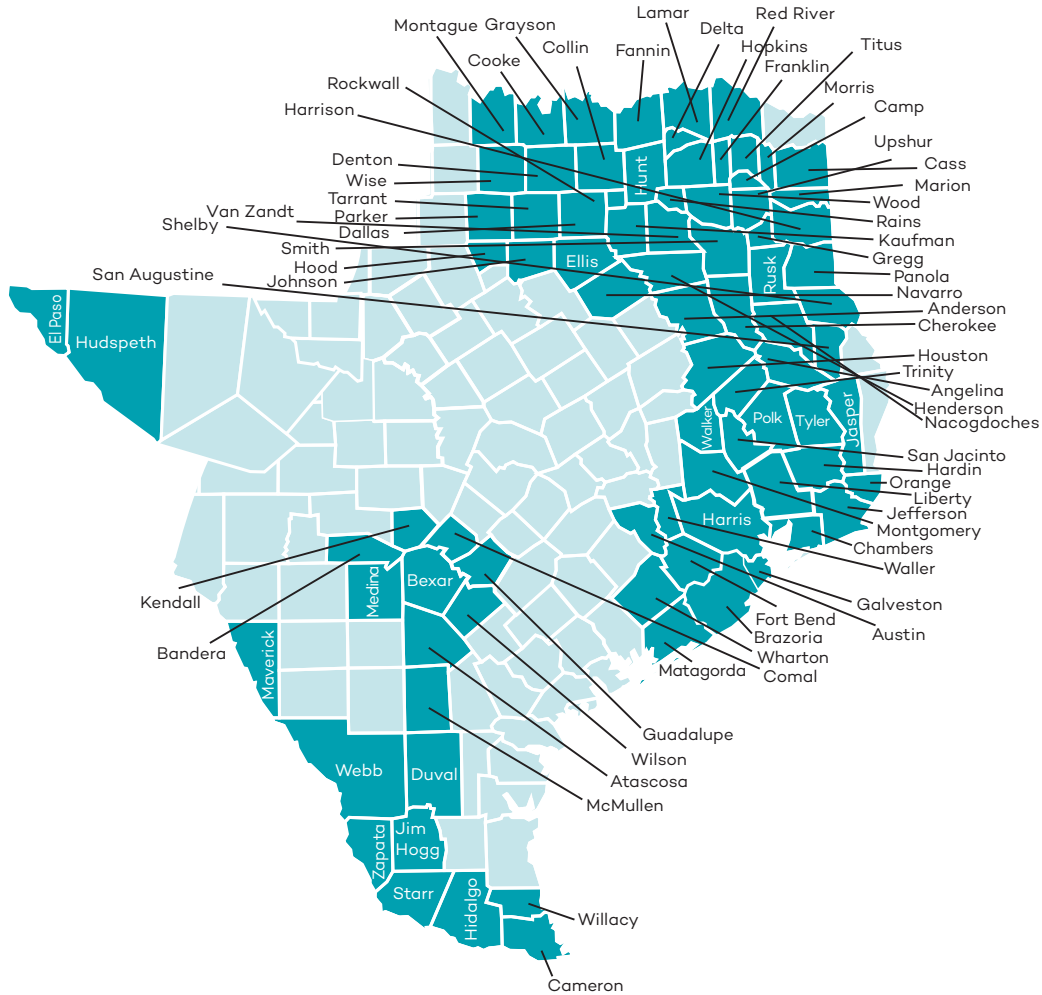 Lamar
Red River
Montague
Grayson
Delta
Collin
Hopkins
Titus
Fannin
Cooke
Franklin
Rockwall
Morris
Harrison
Camp
Upshur
Denton
Hunt
Cass
Wise
Marion
Tarrant
Wood
Van Zandt
Parker
Rains
Shelby
Dallas
Kaufman
Smith
Gregg
Hood
Ellis
Rusk
San Augustine
Panola
Johnson
Navarro
Anderson
El Paso
Cherokee
Hudspeth
Houston
Trinity
Angelina
Henderson
Nacogdoches
Walker
Polk
Tyler
Jasper
San Jacinto
Hardin
Orange
Liberty
Jefferson
Harris
Montgomery
Chambers
Waller
Medina
Bexar
Kendall
Galveston
Fort Bend
Austin
Brazoria
Bandera
Wharton
Maverick
Matagorda
Comal
Guadalupe
Wilson
Webb
Duval
Atascosa
McMullen
Zapata
Jim
Hogg
Starr
Hidalgo
Willacy
Cameron